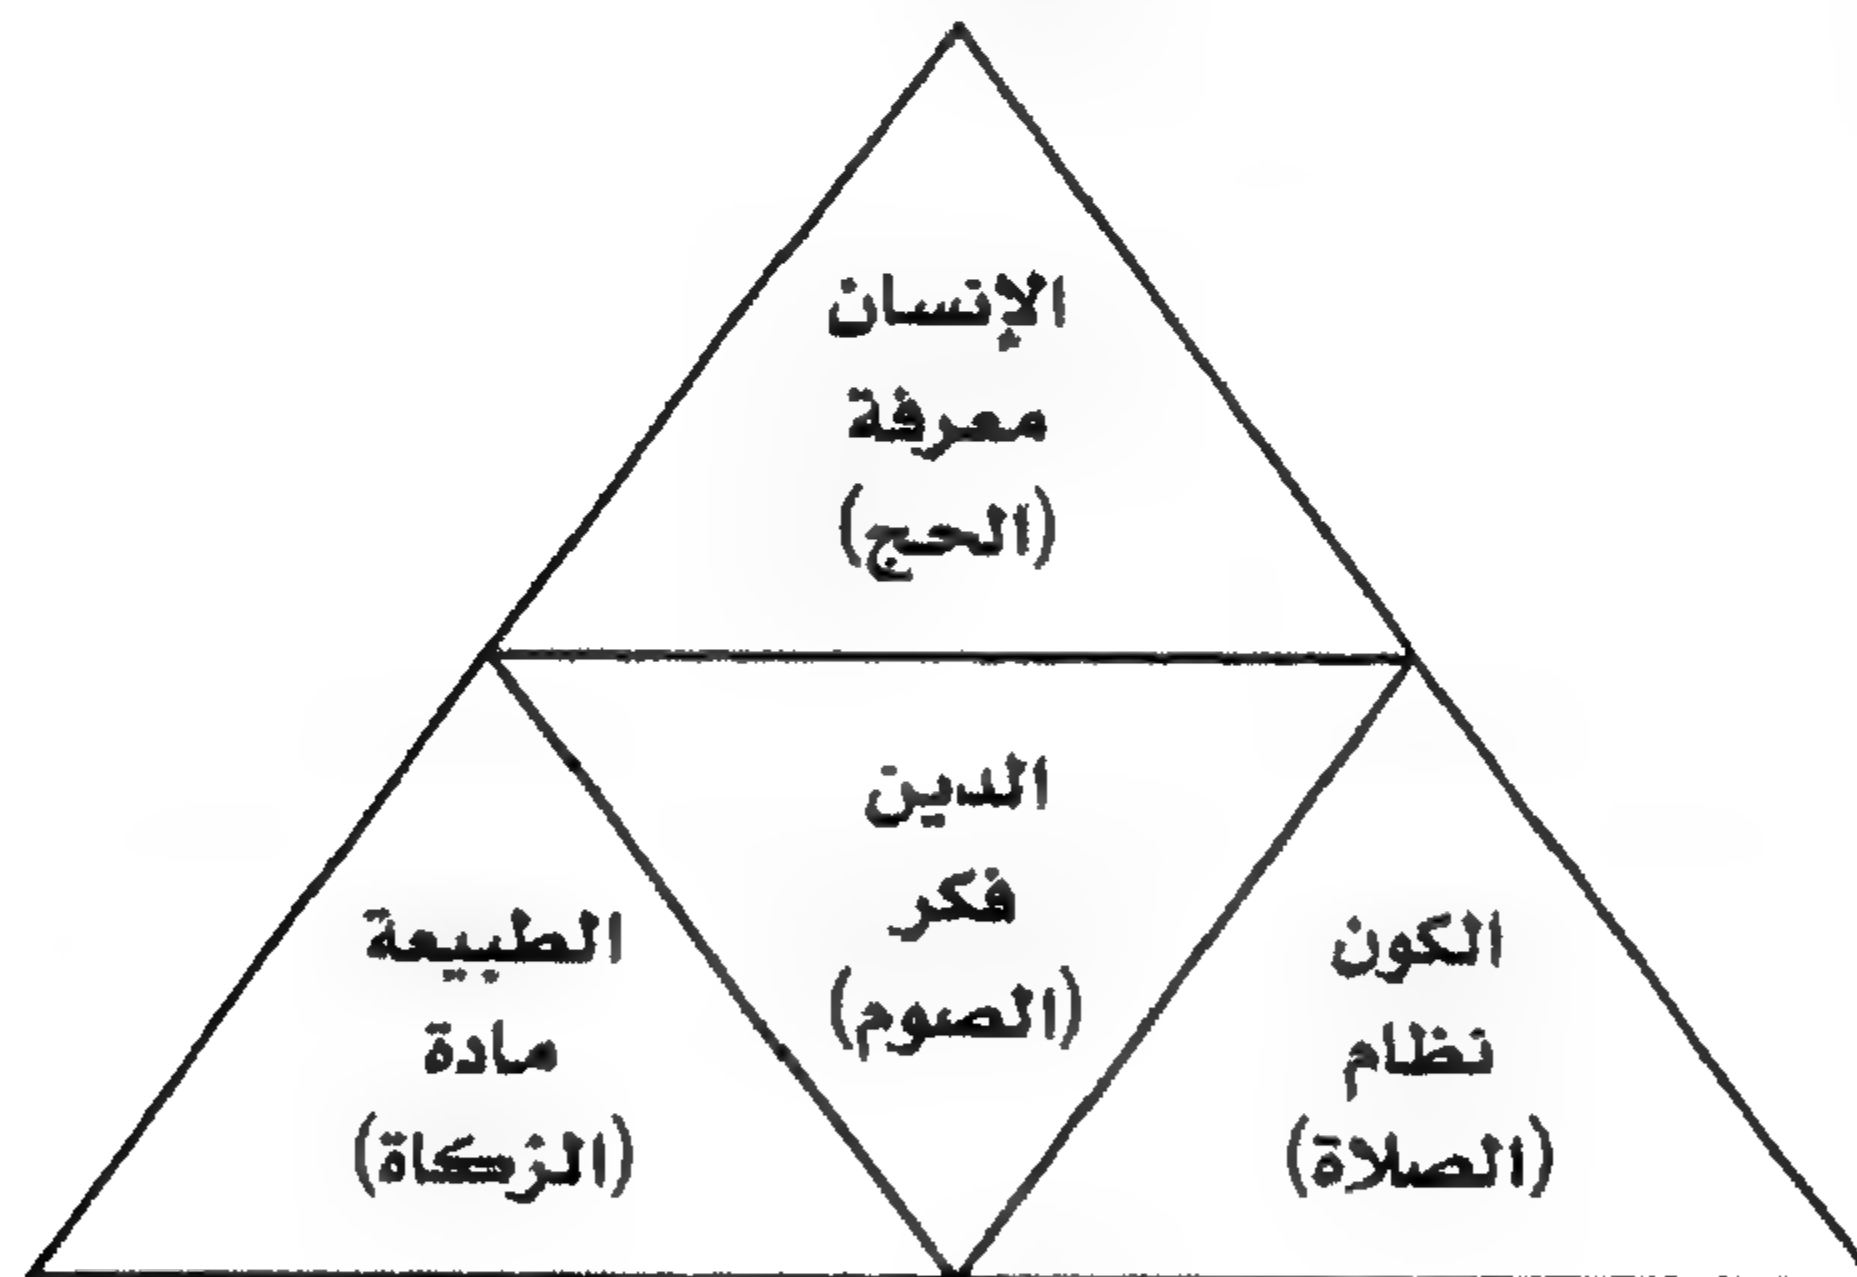 الإنسان
معرفة
(الحج)
الدين
فكر
(الصوم)
الكون
نظام
(الصلاة)
الطبيعة
مادة
(الزكاة)